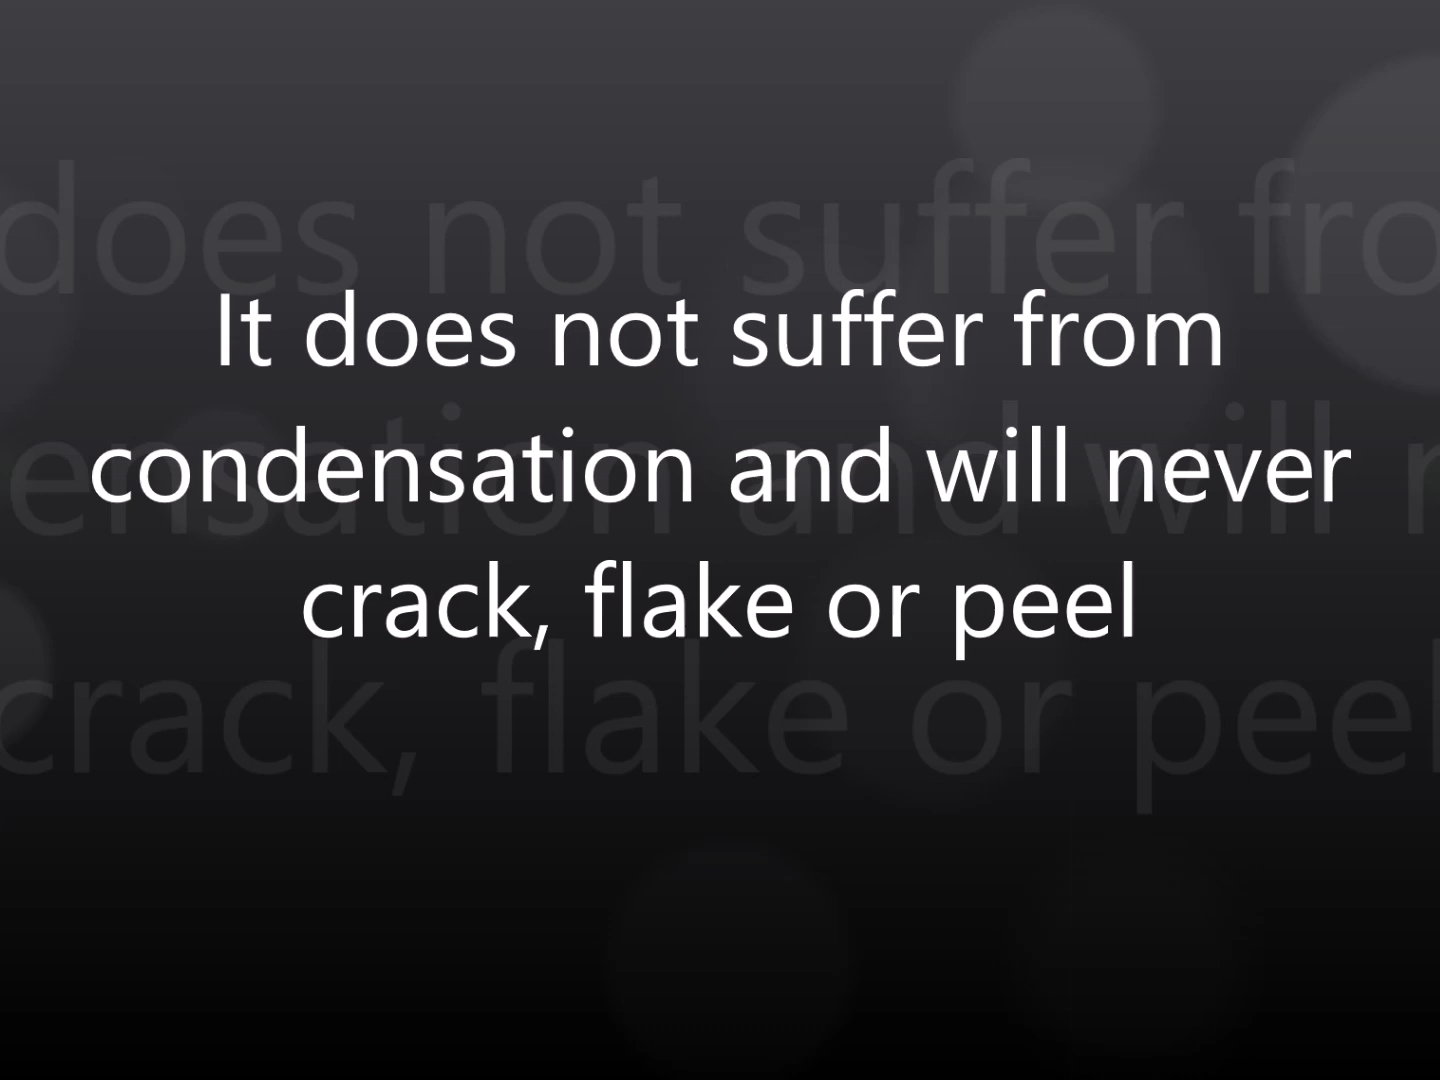 It does not suffer from
condensation and will never
crack, flake or peel